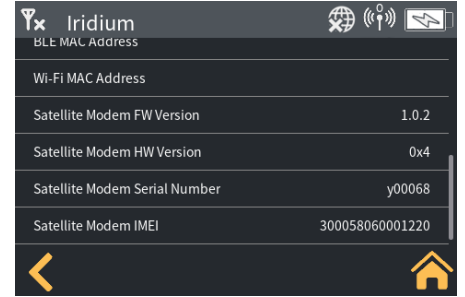 Iridium
0
BLE MAC Address
Wi-Fi MAC Address
Satellite Modem FW Version 1.0.2
Satellite Modem HW Version 0x4
Satellite Modem Serial Number y00068
Satellite Modem IMEI 300058060001220